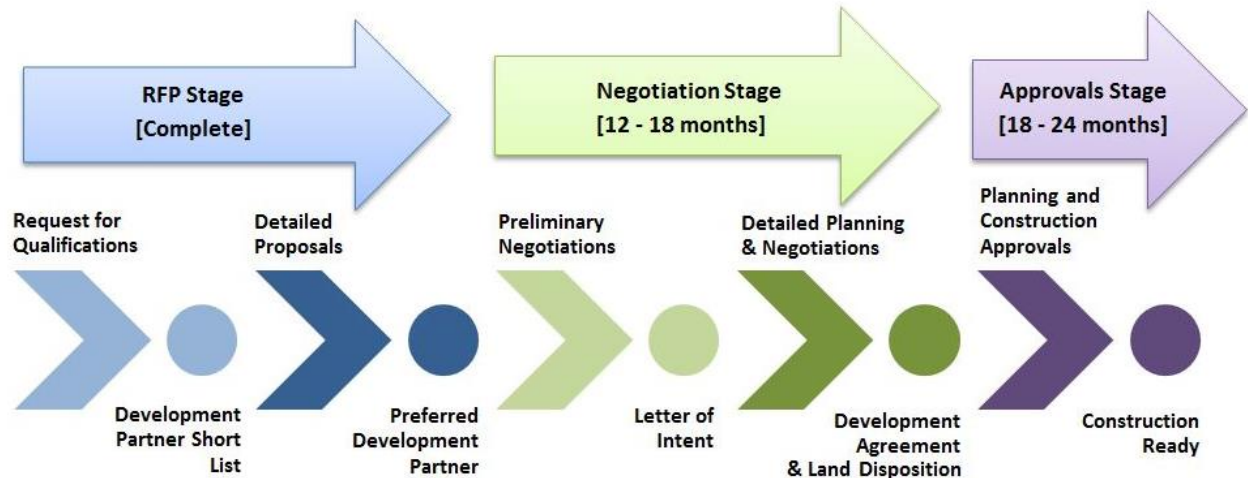 RFP Stage
[Complete]
Negotiation Stage
[12 - 18 months]
Approvals Stage
[18 - 24 months]
Request for
Qualifications
Detailed
Proposals
Preliminary
Negotiations
Detailed Planning
& Negotiations
Planning and
Construction
Approvals
Development
Partner Short
List
Preferred
Development
Partner
Letter of
Intent
Development
Agreement
& Land Disposition
Construction
Ready